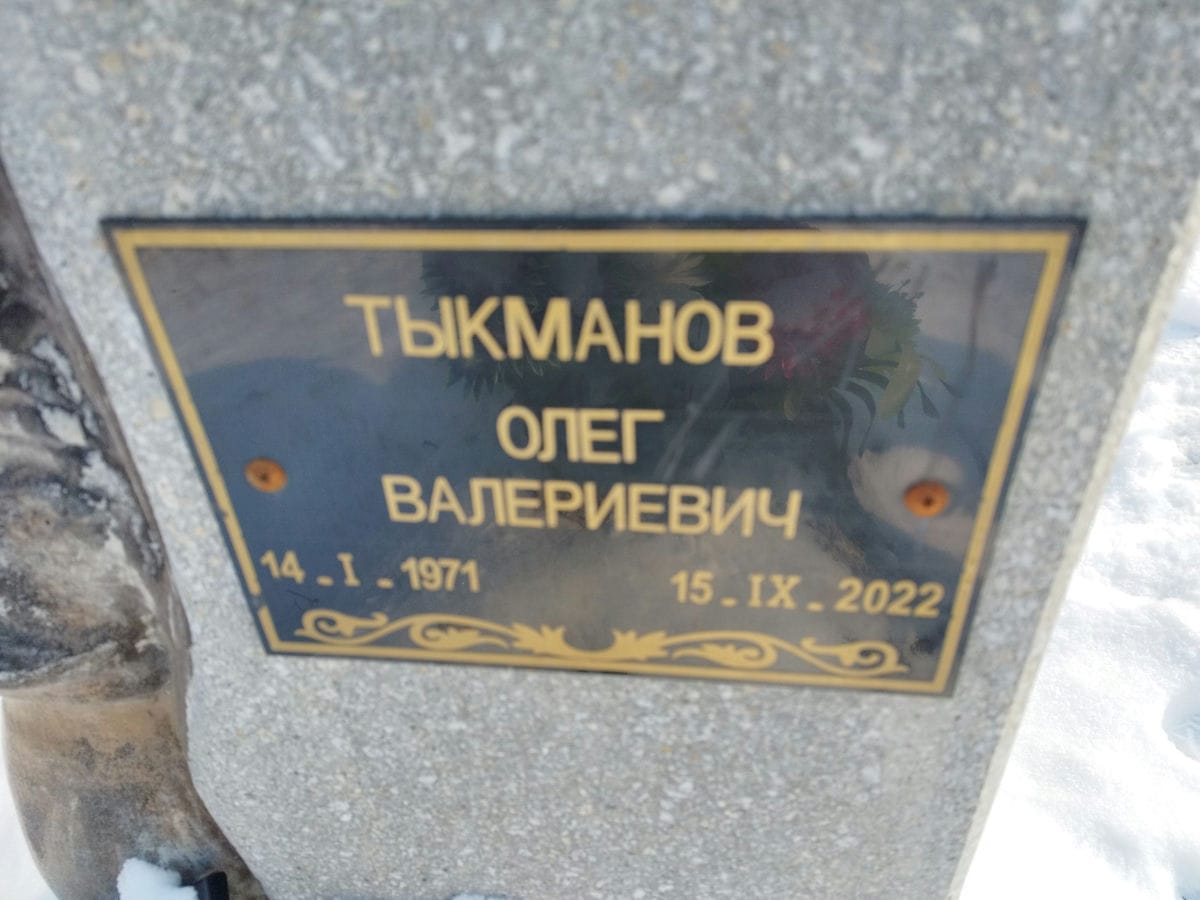 ТЫКМАНОВ
ОЛЕГ
ВАЛЕРИЕВИЧ
14 - I - 1971 15 - IX - 2022